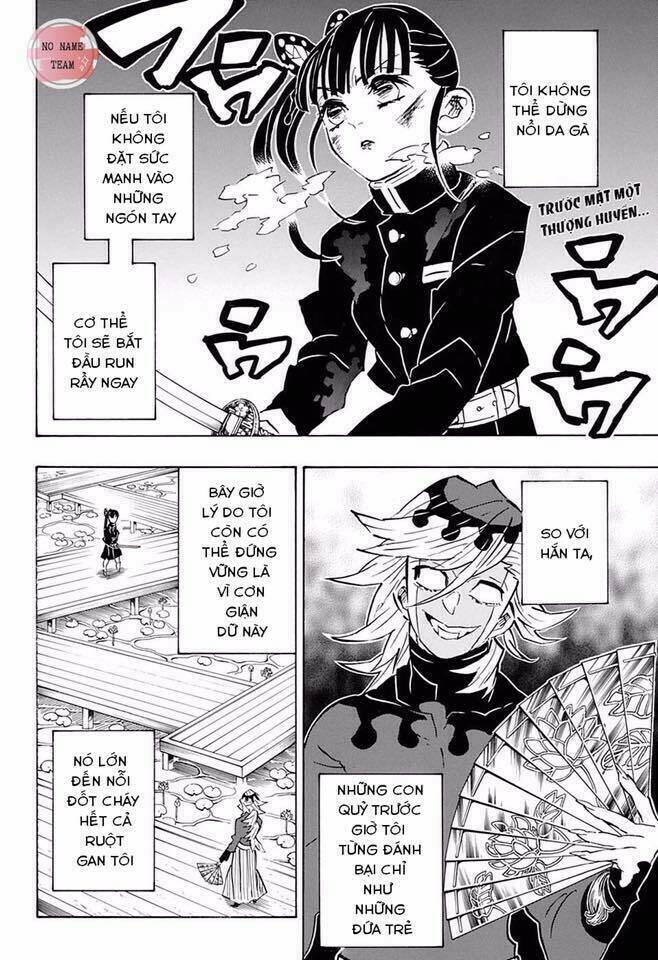 NO NAME
TEAM
TÔI KHÔNG
THỂ DỪNG
NỔI DA GÀ
TRƯỚC MẶT MỘT
THƯỢNG HUYỀN...
NẾU TÔI
KHÔNG
ĐẶT SỨC
MẠNH VÀO
NHỮNG
NGÓN TAY
CƠ THỂ
TÔI SẼ BẮT
ĐẦU RUN
RẨY NGAY
SO VỚI
HẮN TA,
NHỮNG CON
QUỶ TRƯỚC
GIỜ TÔI
TỪNG ĐÁNH
BẠI CHỈ
NHƯ
NHỮNG
ĐỨA TRẺ
BÂY GIỜ
LÝ DO TÔI
CÒN CÓ
THỂ ĐỨNG
VỮNG LÀ
VÌ CƠN
GIẬN
DỮ NÀY
NÓ LỚN
ĐẾN NỖI
ĐỐT CHÁY
HẾT CẢ
RUỘT
GAN TÔI